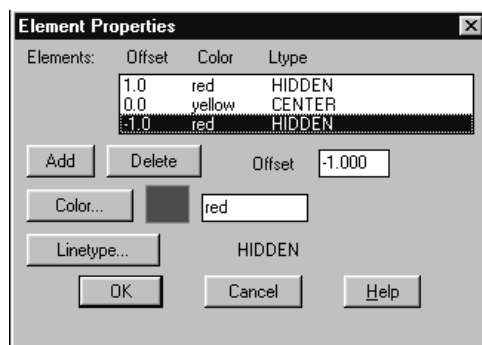 Element Properties
Elements: Offset Color Ltype
1.0 red HIDDEN
0.0 yellow CENTER
-1.0 red HIDDEN
Add Delete Offset -1.000
Color... red
Linetype... HIDDEN
OK Cancel Help